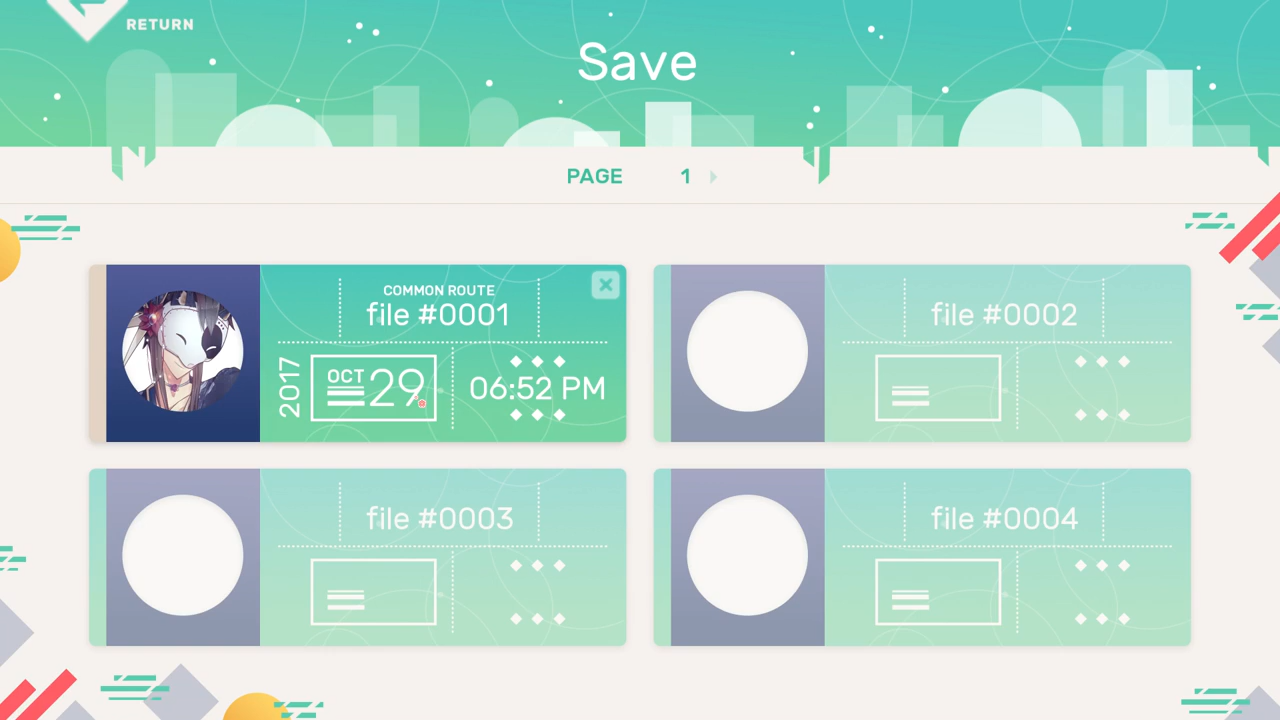 RETURN
Save
PAGE 1
COMMON ROUTE
file #0001
2017
OCT 29
06:52 PM
file #0002
file #0003
file #0004